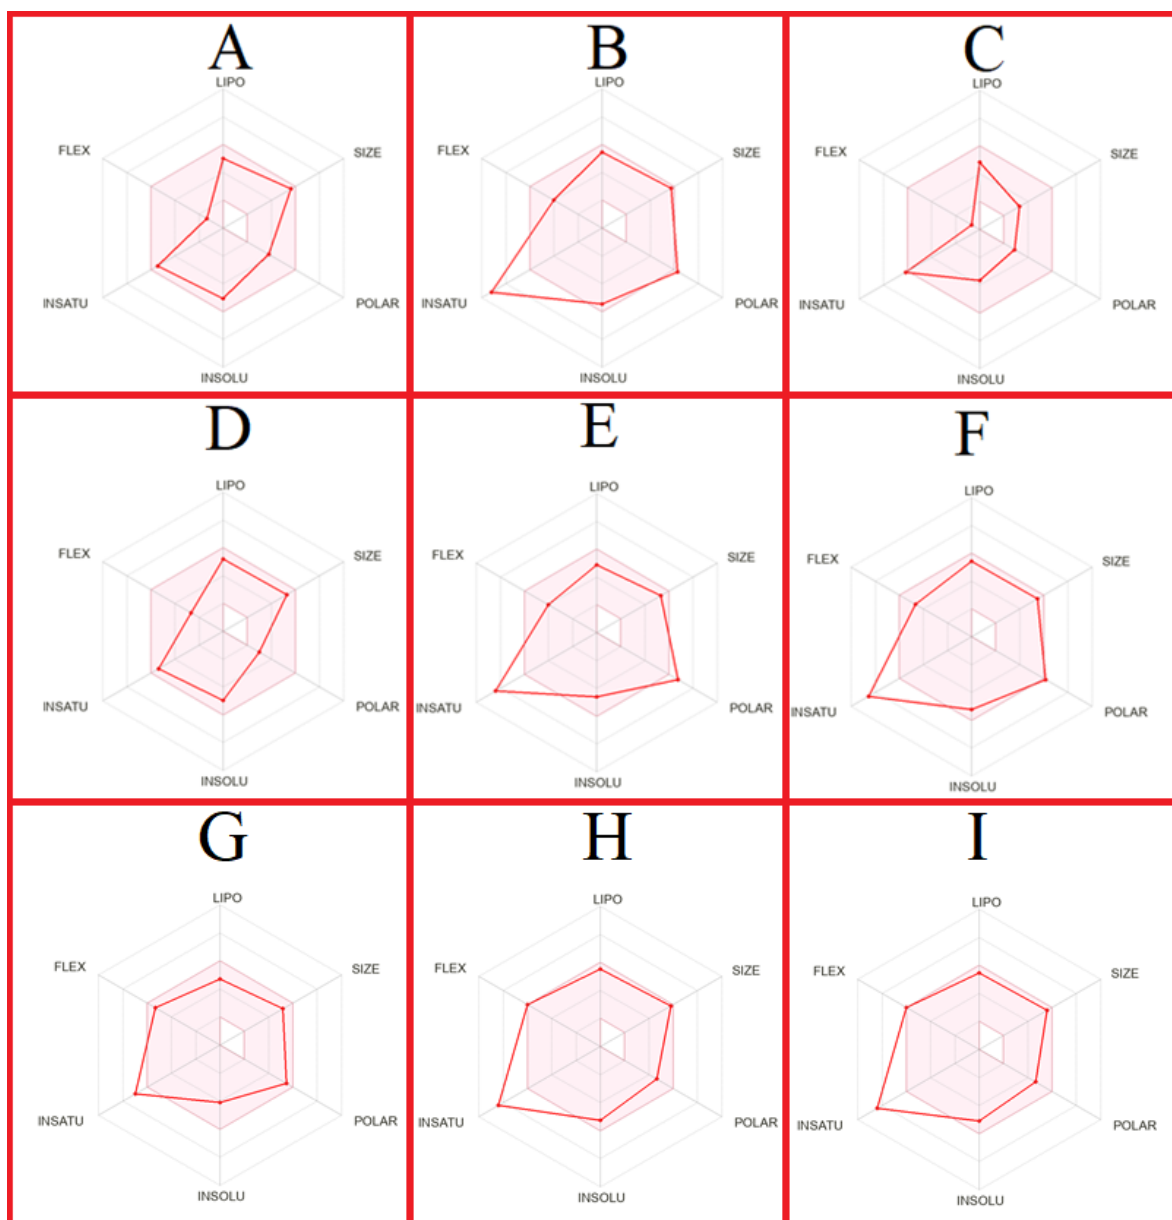 A B C
LIPO LIPO LIPO
FLEX SIZE FLEX SIZE FLEX SIZE
INSATU POLAR INSATU POLAR INSATU POLAR
INSOLU INSOLU INSOLU
D E F
LIPO LIPO LIPO
FLEX SIZE FLEX SIZE FLEX SIZE
INSATU POLAR INSATU POLAR INSATU POLAR
INSOLU INSOLU INSOLU
G H I
LIPO LIPO LIPO
FLEX SIZE FLEX SIZE FLEX SIZE
INSATU POLAR INSATU POLAR INSATU POLAR
INSOLU INSOLU INSOLU